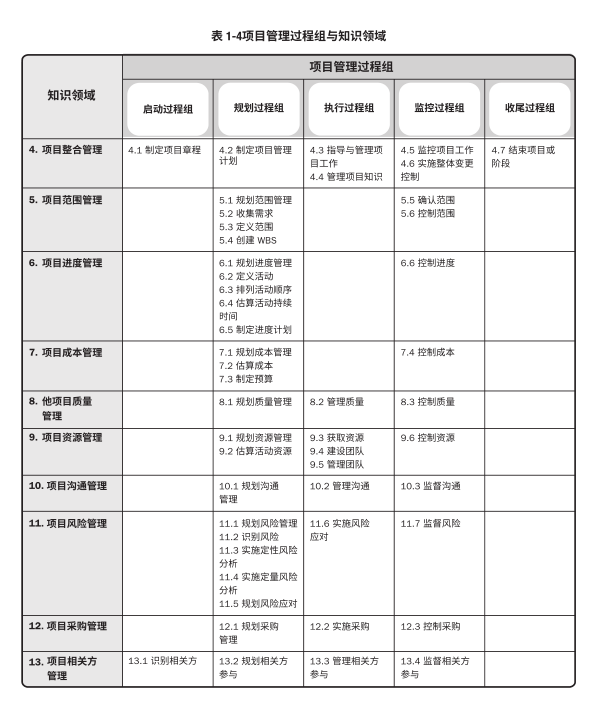 表 1-4项目管理过程组与知识领域
知识领域
项目管理过程组
启动过程组
规划过程组
执行过程组
监控过程组
收尾过程组
4. 项目整合管理
4.1 制定项目章程
4.2 制定项目管理
计划
4.3 指导与管理项
目工作
4.4 管理项目知识
4.5 监控项目工作
4.6 实施整体变更
控制
4.7 结束项目或
阶段
5. 项目范围管理
5.1 规划范围管理
5.2 收集需求
5.3 定义范围
5.4 创建 WBS
5.5 确认范围
5.6 控制范围
6. 项目进度管理
6.1 规划进度管理
6.2 定义活动
6.3 排列活动顺序
6.4 估算活动持续
时间
6.5 制定进度计划
6.6 控制进度
7. 项目成本管理
7.1 规划成本管理
7.2 估算成本
7.3 制定预算
7.4 控制成本
8. 他项目质量
管理
8.1 规划质量管理
8.2 管理质量
8.3 控制质量
9. 项目资源管理
9.1 规划资源管理
9.2 估算活动资源
9.3 获取资源
9.4 建设团队
9.5 管理团队
9.6 控制资源
10. 项目沟通管理
10.1 规划沟通
管理
10.2 管理沟通
10.3 监督沟通
11. 项目风险管理
11.1 规划风险管理
11.2 识别风险
11.3 实施定性风险
分析
11.4 实施定量风险
分析
11.5 规划风险应对
11.6 实施风险
应对
11.7 监督风险
12. 项目采购管理
12.1 规划采购
管理
12.2 实施采购
12.3 控制采购
13. 项目相关方
管理
13.1 识别相关方
13.2 规划相关方
参与
13.3 管理相关方
参与
13.4 监督相关方
参与